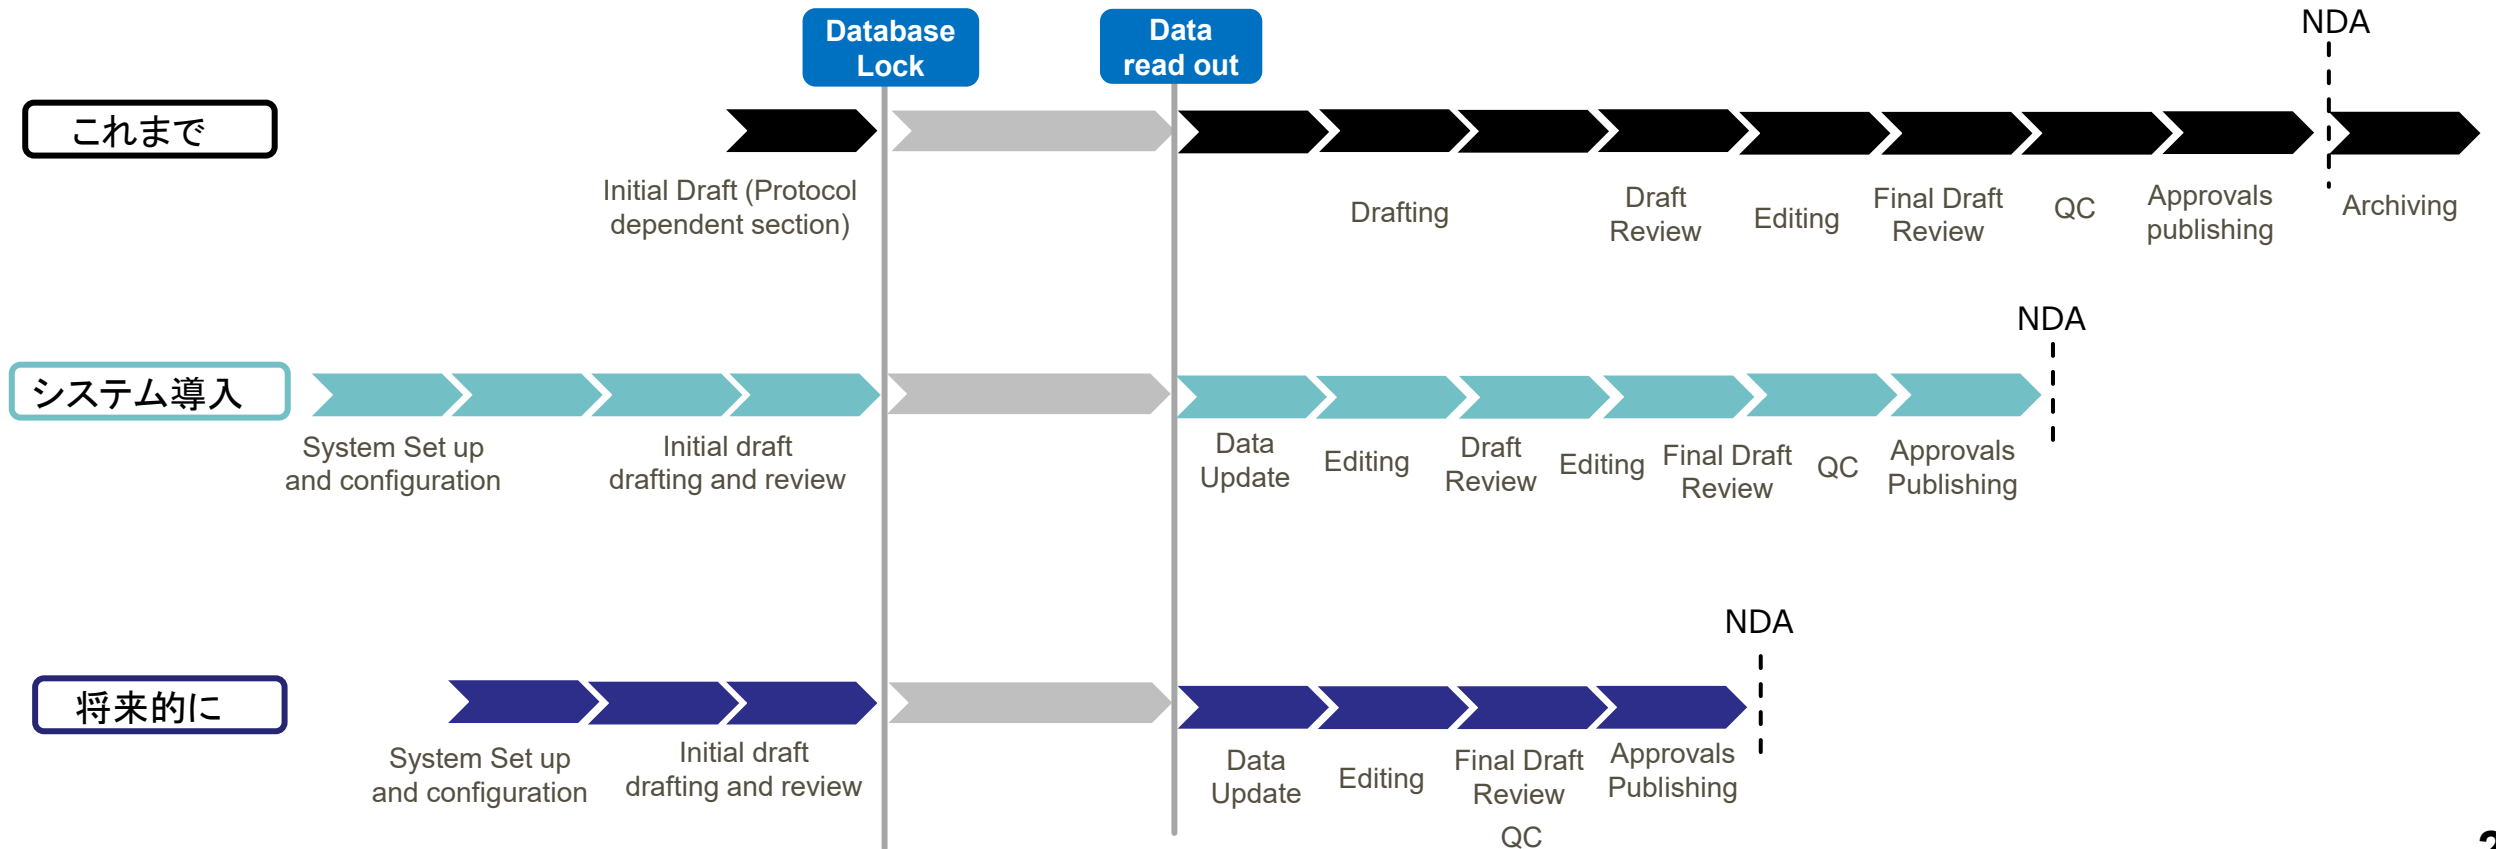 Database
Lock
Data
read out
NDA
これまで
Initial Draft (Protocol
dependent section)
Drafting
Draft
Review
Editing
Final Draft
Review
QC
Approvals
publishing
Archiving
NDA
システム導入
System Set up
and configuration
Initial draft
drafting and review
Data
Update
Editing
Draft
Review
Editing
Final Draft
Review
QC
Approvals
Publishing
NDA
将来的に
System Set up
and configuration
Initial draft
drafting and review
Data
Update
Editing
Final Draft
Review
QC
Approvals
Publishing